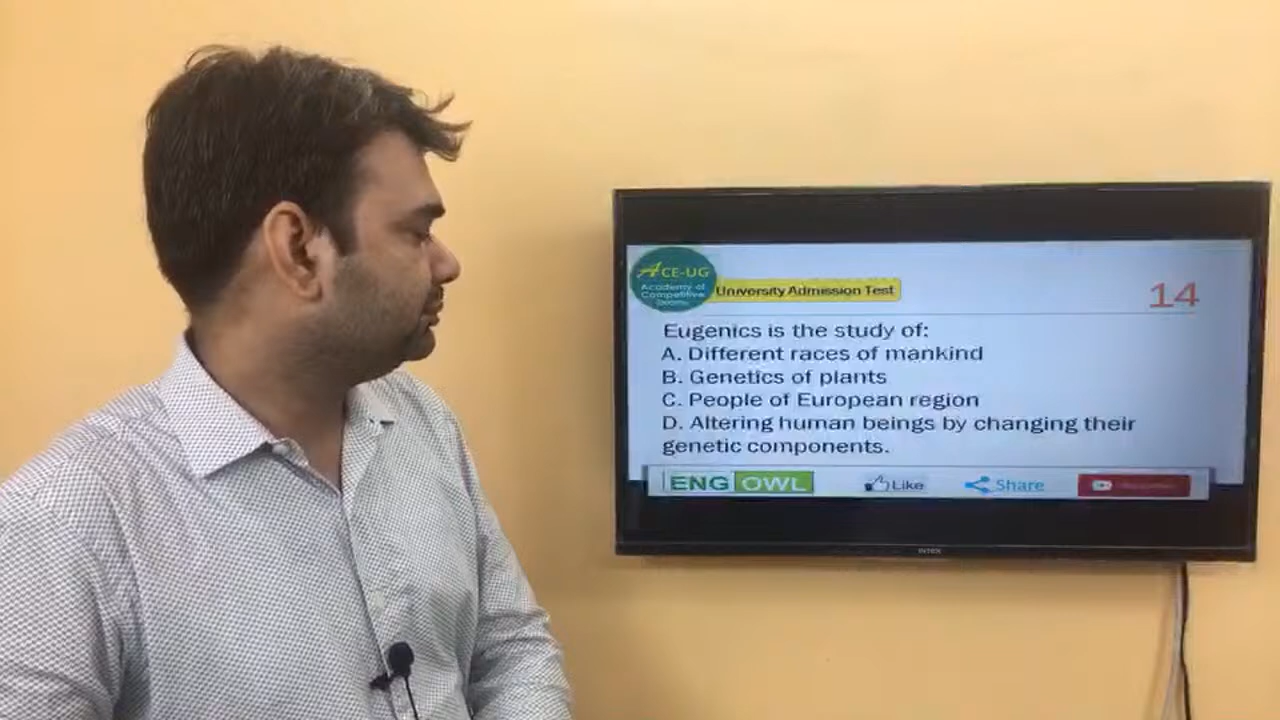 ACE-UG
Academy of
Competitive
Exams
University Admission Test
14
Eugenics is the study of:
A. Different races of mankind
B. Genetics of plants
C. People of European region
D. Altering human beings by changing their
genetic components.
ENG OWL
Like
Share
INTEX